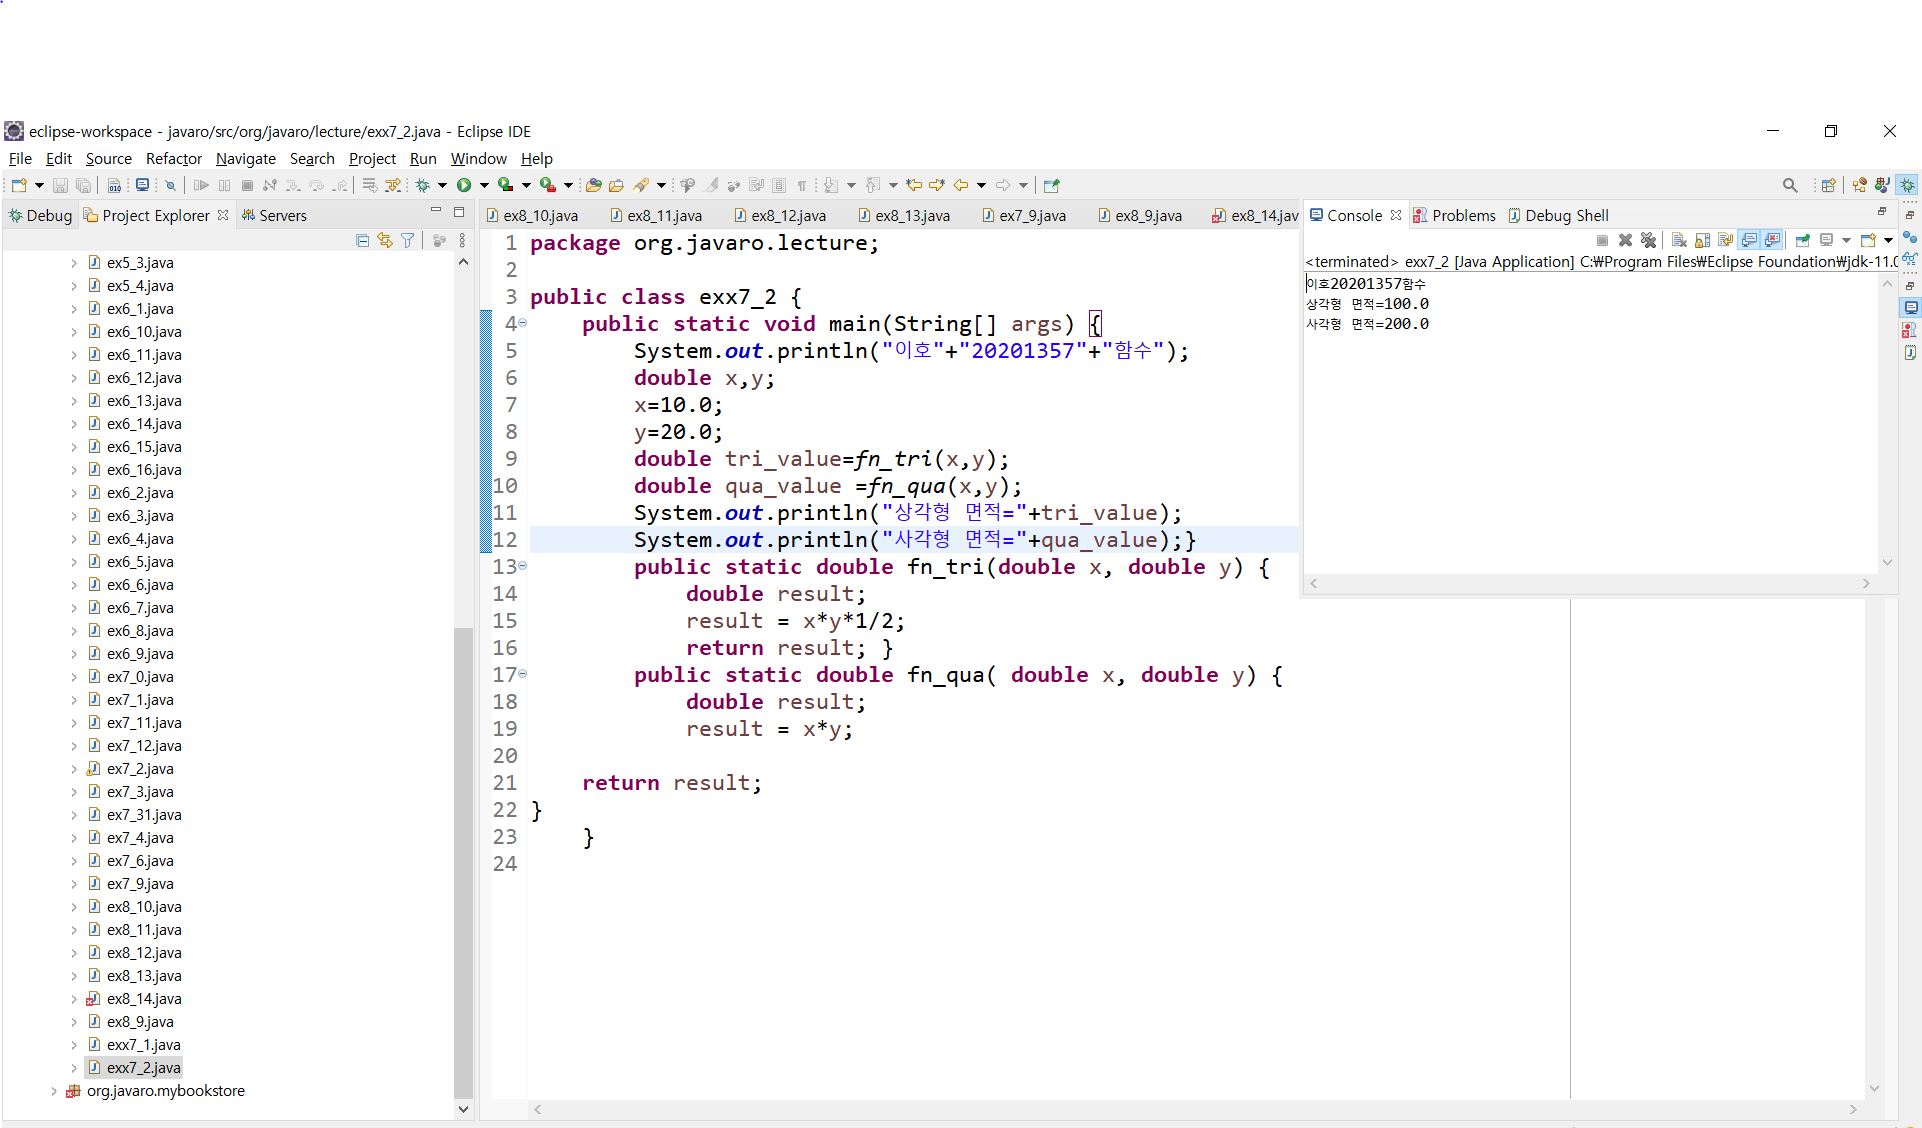 eclipse-workspace - javaro/src/org/javaro/lecture/exx7_2.java - Eclipse IDE
File Edit Source Refactor Navigate Search Project Run Window Help
Debug Project Explorer Servers
ex5_3.java
ex5_4.java
ex6_1.java
ex6_10.java
ex6_11.java
ex6_12.java
ex6_13.java
ex6_14.java
ex6_15.java
ex6_16.java
ex6_2.java
ex6_3.java
ex6_4.java
ex6_5.java
ex6_6.java
ex6_7.java
ex6_8.java
ex6_9.java
ex7_0.java
ex7_1.java
ex7_11.java
ex7_12.java
ex7_2.java
ex7_3.java
ex7_31.java
ex7_4.java
ex7_6.java
ex7_9.java
ex8_10.java
ex8_11.java
ex8_12.java
ex8_13.java
ex8_14.java
ex8_9.java
exx7_1.java
exx7_2.java
org.javaro.mybookstore
ex8_10.java ex8_11.java ex8_12.java ex8_13.java ex7_9.java ex8_9.java ex8_14.jav
1 package org.javaro.lecture;
2
3 public class exx7_2 {
4 public static void main(String[] args) {
5 System.out.println("이호"+"20201357"+"함수");
6 double x,y;
7 x=10.0;
8 y=20.0;
9 double tri_value=fn_tri(x,y);
10 double qua_value =fn_qua(x,y);
11 System.out.println("상각형 면적="+tri_value);
12 System.out.println("사각형 면적="+qua_value);}
13 public static double fn_tri(double x, double y) {
14 double result;
15 result = x*y*1/2;
16 return result; }
17 public static double fn_qua( double x, double y) {
18 double result;
19 result = x*y;
20
21 return result;
22 }
23 }
24
Console Problems Debug Shell
<terminated> exx7_2 [Java Application] C:₩Program Files₩Eclipse Foundation₩jdk-11.0
이호20201357함수
상각형 면적=100.0
사각형 면적=200.0